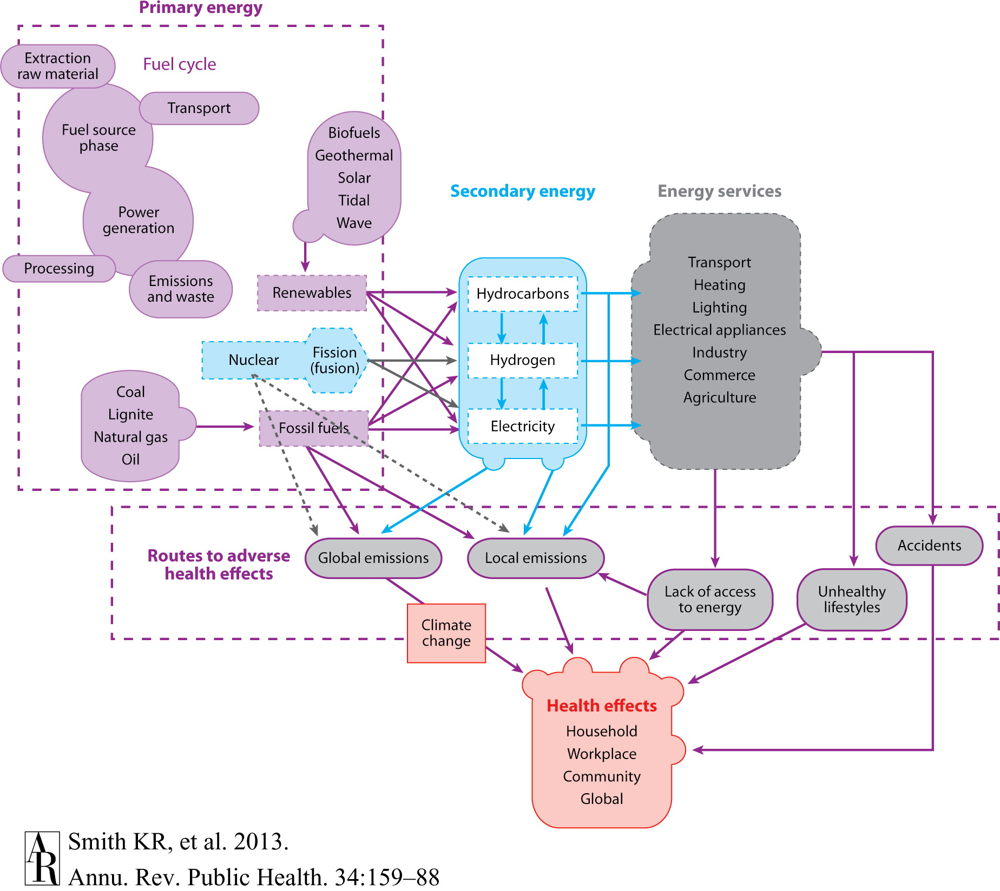 Primary energy
Extraction
raw material
Fuel cycle
Transport
Fuel source
phase
Power
generation
Processing
Emissions
and waste
Biofuels
Geothermal
Solar
Tidal
Wave
Renewables
Nuclear
Fission
(fusion)
Coal
Lignite
Natural gas
Oil
Fossil fuels
Secondary energy
Hydrocarbons
Hydrogen
Electricity
Energy services
Transport
Heating
Lighting
Electrical appliances
Industry
Commerce
Agriculture
Routes to adverse
health effects
Global emissions
Local emissions
Lack of access
to energy
Unhealthy
lifestyles
Accidents
Climate
change
Health effects
Household
Workplace
Community
Global
AR
Smith KR, et al. 2013.
Annu. Rev. Public Health. 34:159–88